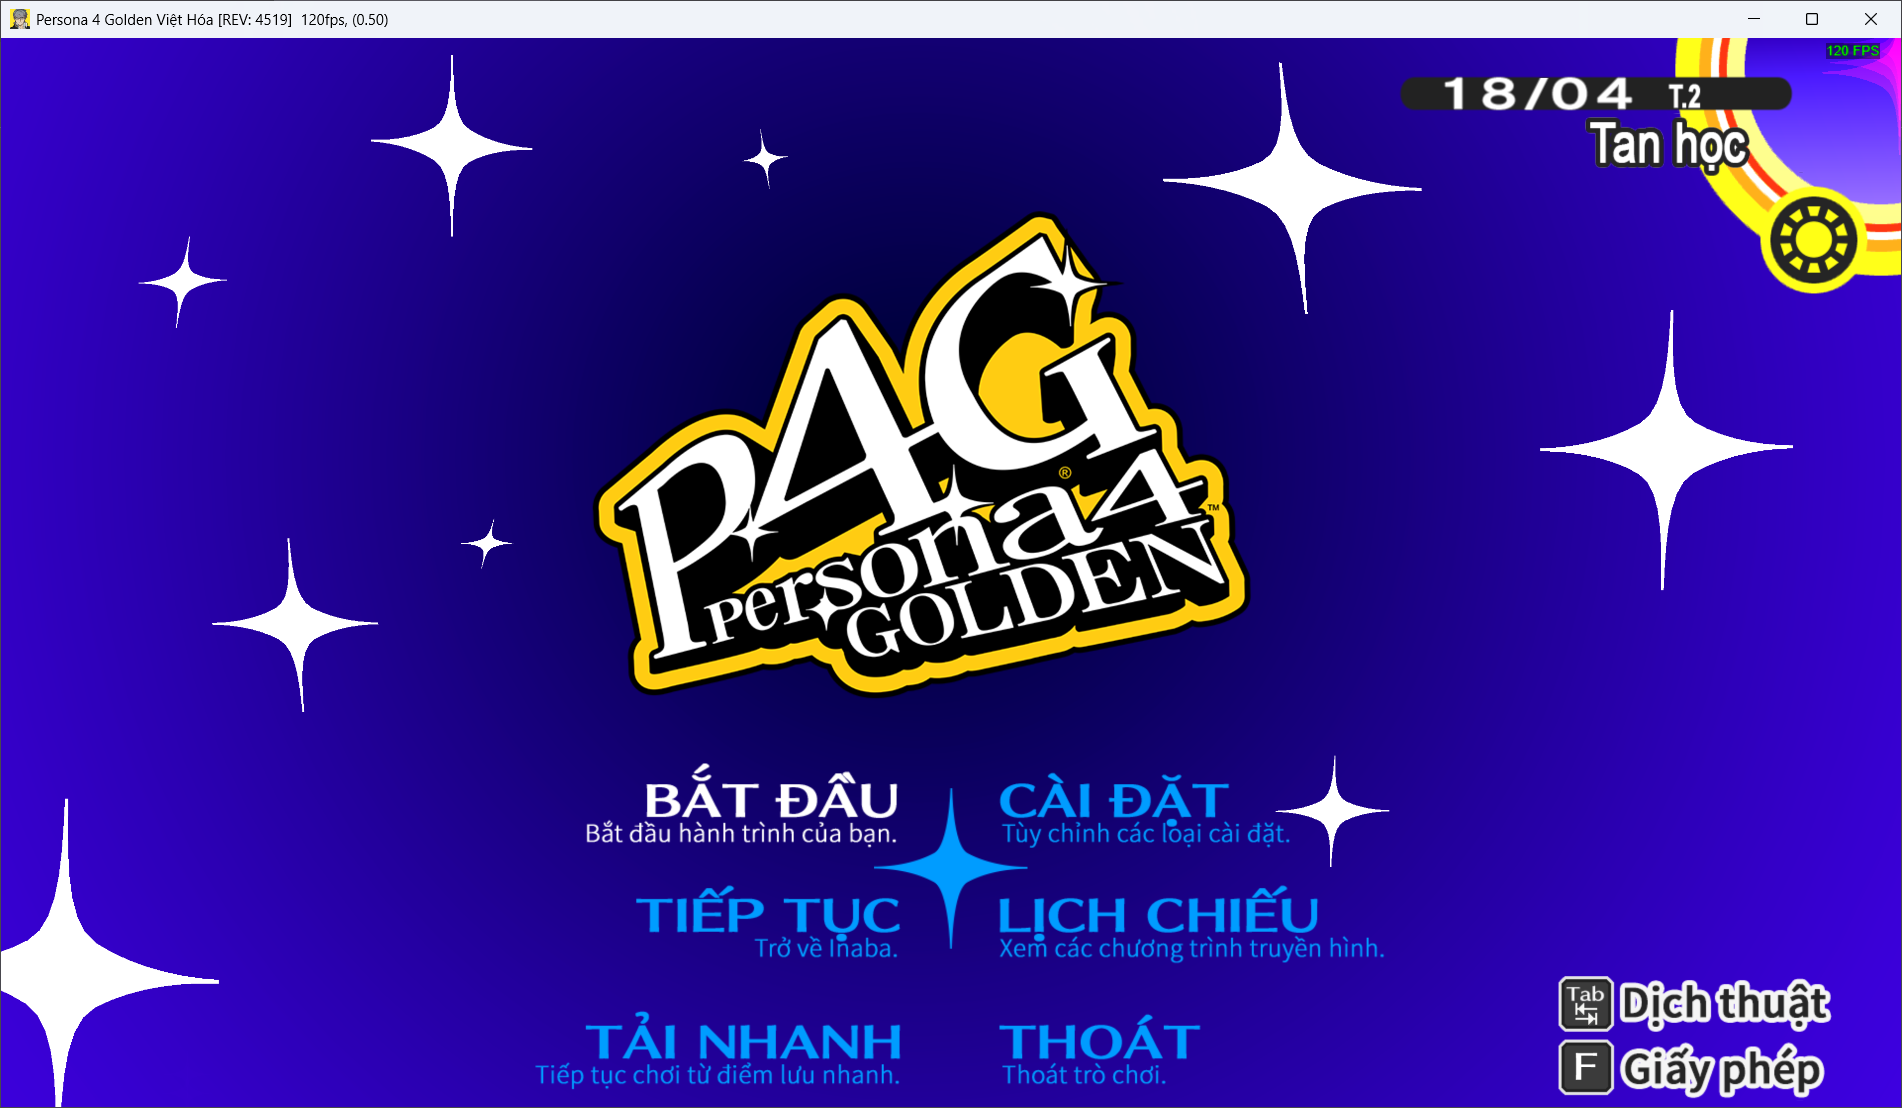 Persona 4 Golden Việt Hóa [REV: 4519] 120fps, (0.50)
120 FPS
18/04 T.2
Tan học
P4G
®
Persona4
™
GOLDEN
BẮT ĐẦU
Bắt đầu hành trình của bạn.
CÀI ĐẶT
Tùy chỉnh các loại cài đặt.
TIẾP TỤC
Trở về Inaba.
LỊCH CHIẾU
Xem các chương trình truyền hình.
TẢI NHANH
Tiếp tục chơi từ điểm lưu nhanh.
THOÁT
Thoát trò chơi.
Tab Dịch thuật
F Giấy phép